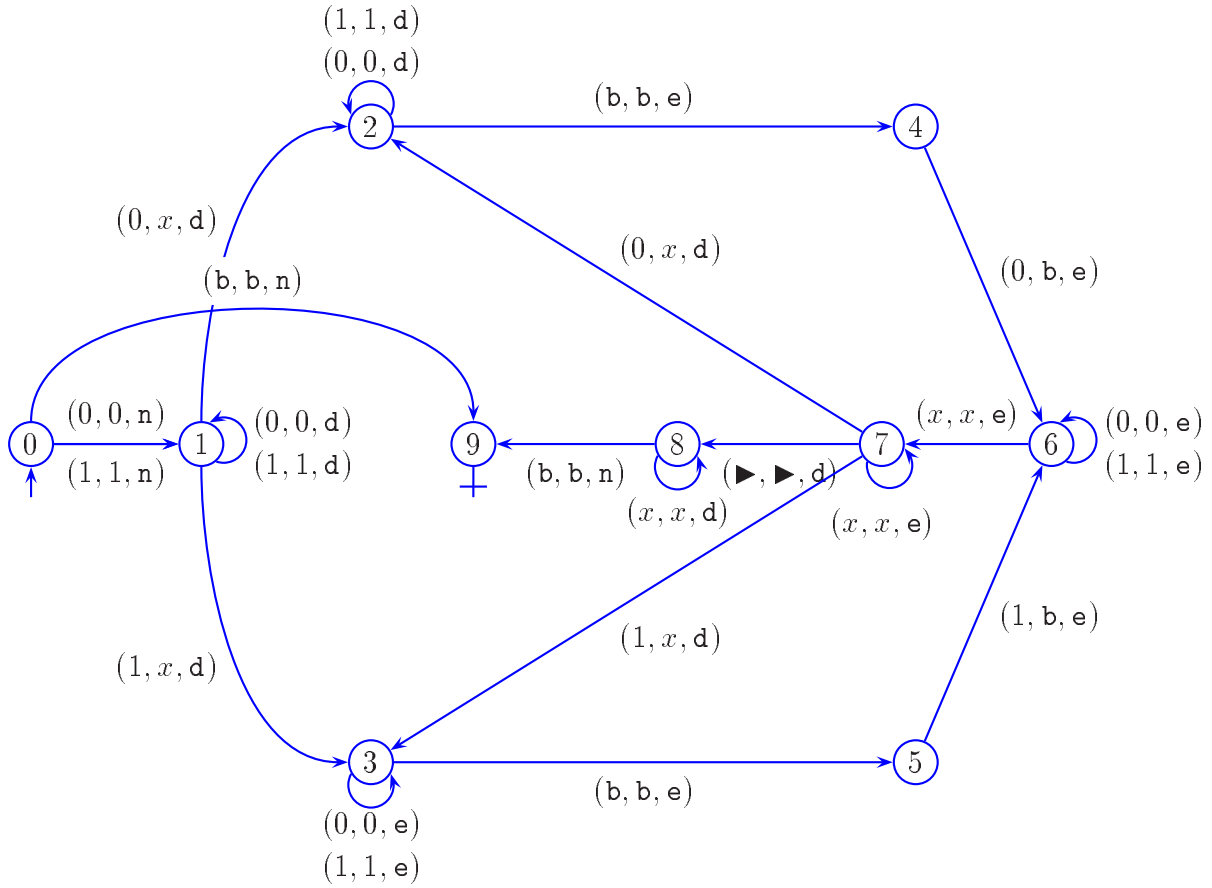 (1, 1, d)
(0, 0, d)
(b, b, e)
2
4
(0, x, d)
(0, x, d)
(b, b, n)
(0, b, e)
(0, 0, n)
(0, 0, d)
(x, x, e)
(0, 0, e)
0
1
9
8
7
6
(1, 1, n)
(1, 1, d)
(b, b, n)
(▶, ▶, d)
(1, 1, e)
(x, x, d)
(x, x, e)
(1, x, d)
(1, x, d)
(1, b, e)
3
5
(b, b, e)
(0, 0, e)
(1, 1, e)